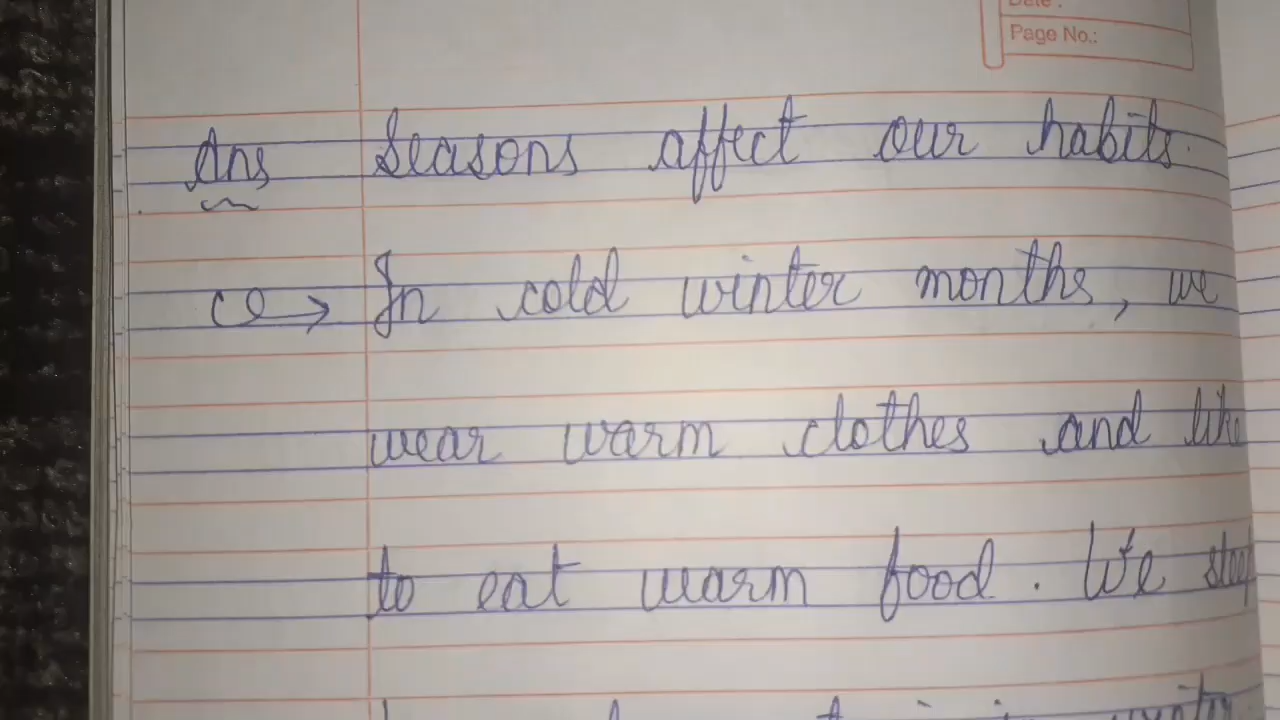 Date :
Page No.:
Ans Seasons affect our habits.
In cold winter months, we
wear warm clothes and like
to eat warm food. We